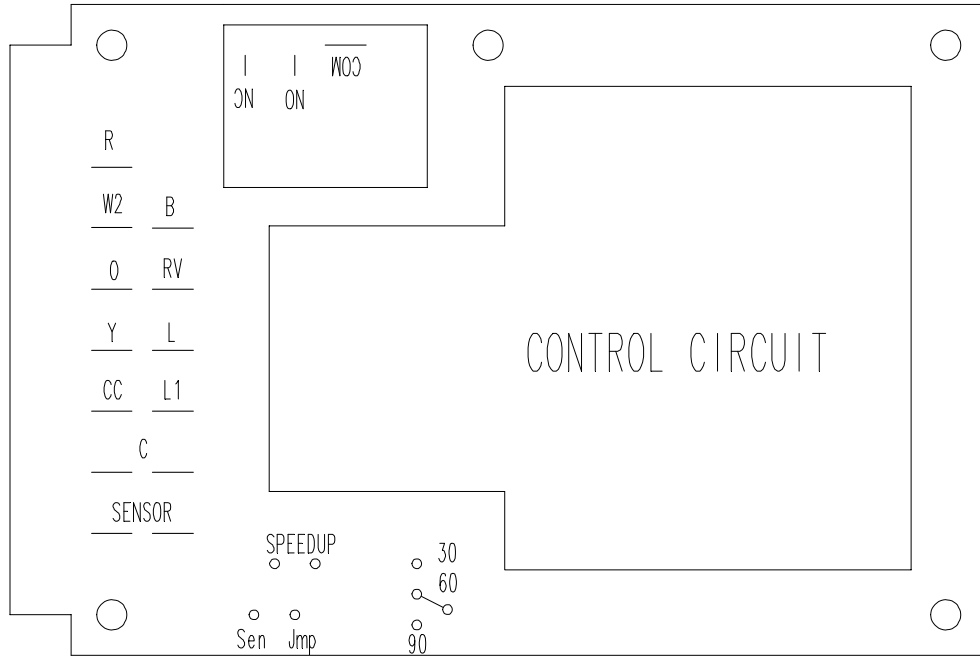 COM
NC NO
R
W2 B
O RV
Y L
CONTROL CIRCUIT
CC L1
C
SENSOR
SPEEDUP 30
60
Sen Jmp 90